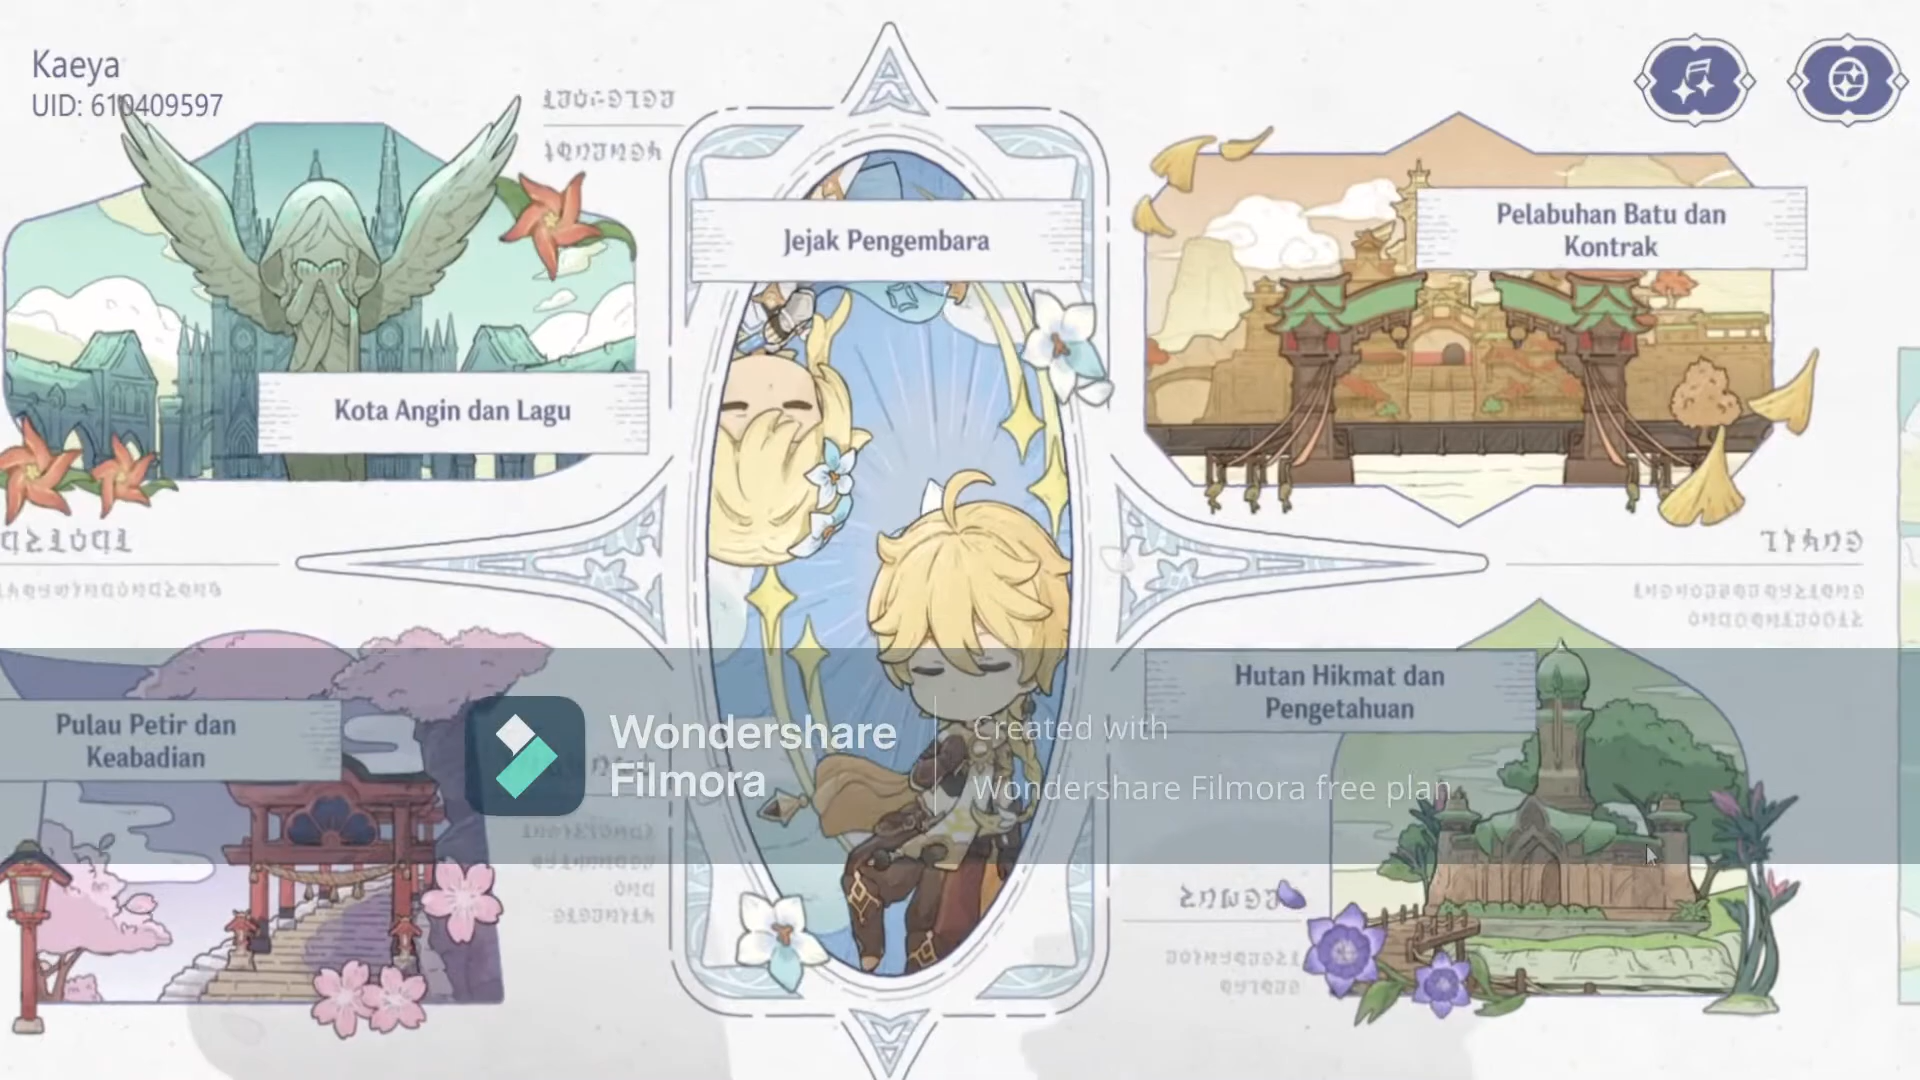 Kaeya
UID: 610409597
Jejak Pengembara
Pelabuhan Batu dan
Kontrak
Kota Angin dan Lagu
Hutan Hikmat dan
Pengetahuan
Pulau Petir dan
Keabadian
Wondershare
Filmora
Created with
Wondershare Filmora free plan